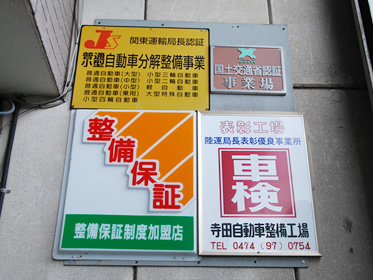 JS
関東運輸局長認証
普通自動車分解整備事業
普通自動車(大型) 小型三輪自動車
普通自動車(中型) 小型二輪自動車
普通自動車(小型) 軽自動車
普通自動車(乗用) 大型特殊自動車
小型四輪自動車
国土交通省認証
事業場
整備保証
整備保証制度加盟店
表彰工場
陸運局長表彰優良事業所
車検
寺田自動車整備工場
TEL 0474 (97) 0754